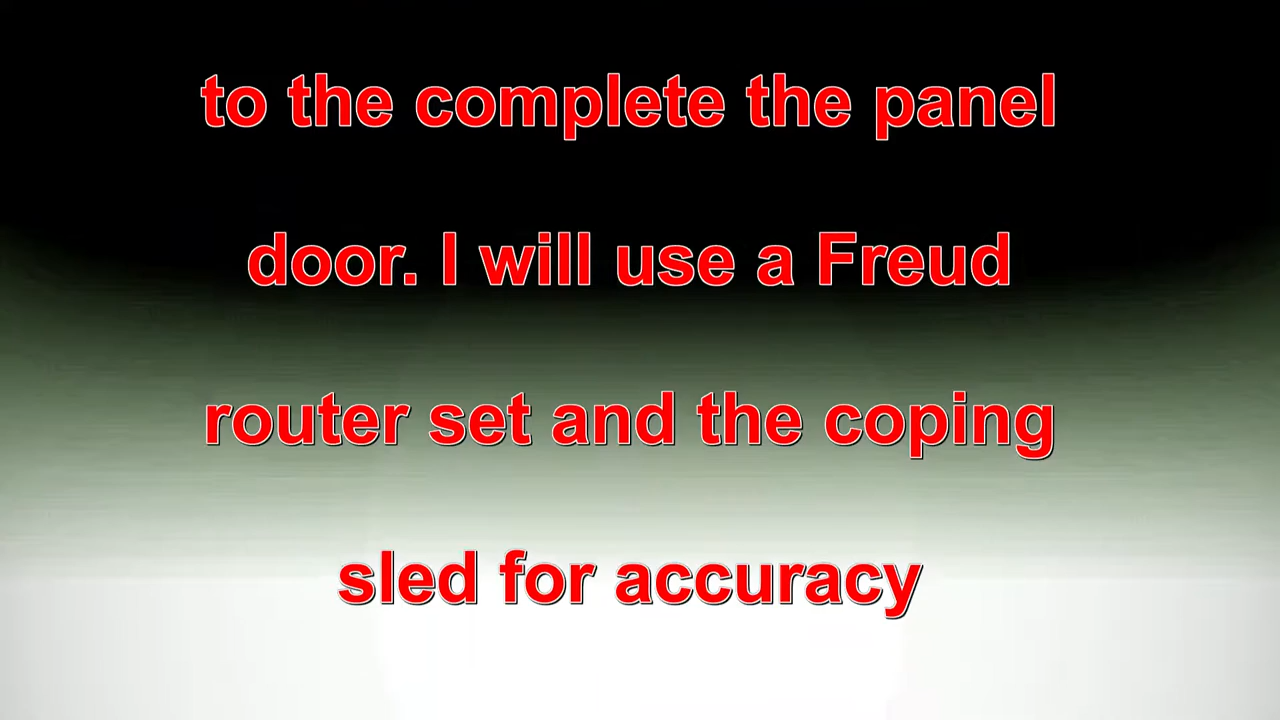 to the complete the panel
door. I will use a Freud
router set and the coping
sled for accuracy